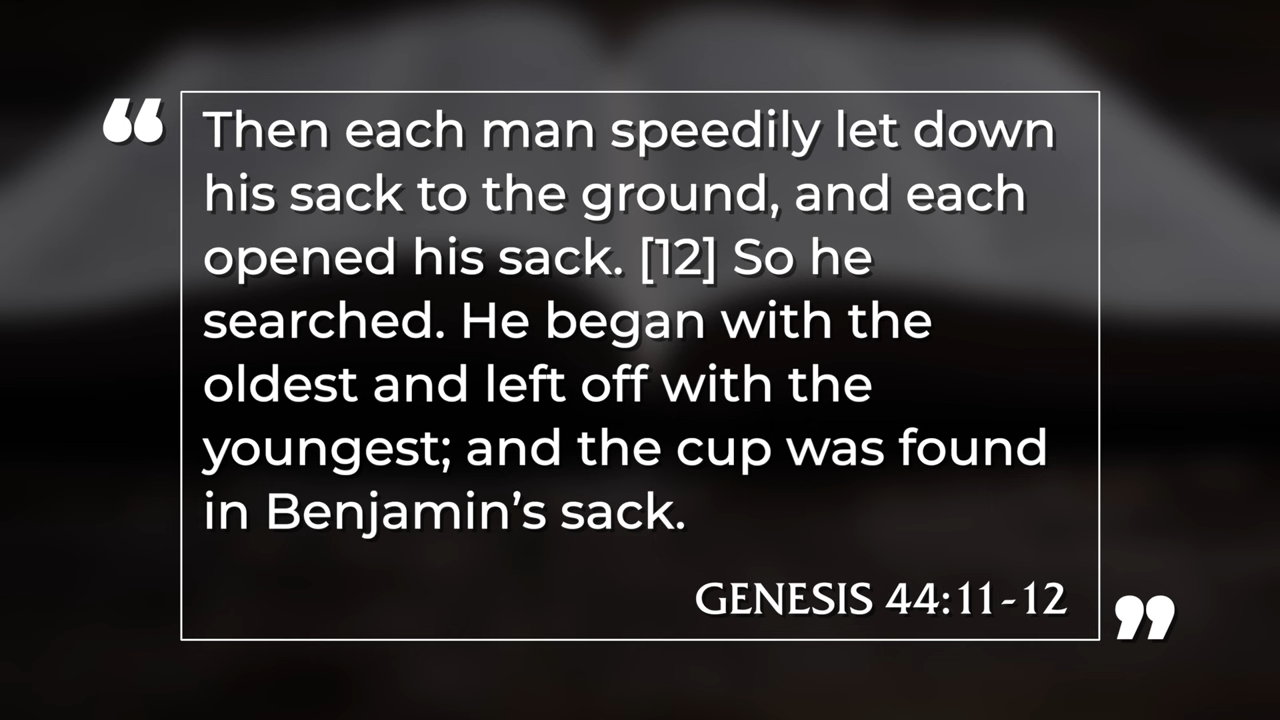 “
Then each man speedily let down
his sack to the ground, and each
opened his sack. [12] So he
searched. He began with the
oldest and left off with the
youngest; and the cup was found
in Benjamin’s sack.
GENESIS 44:11-12
”